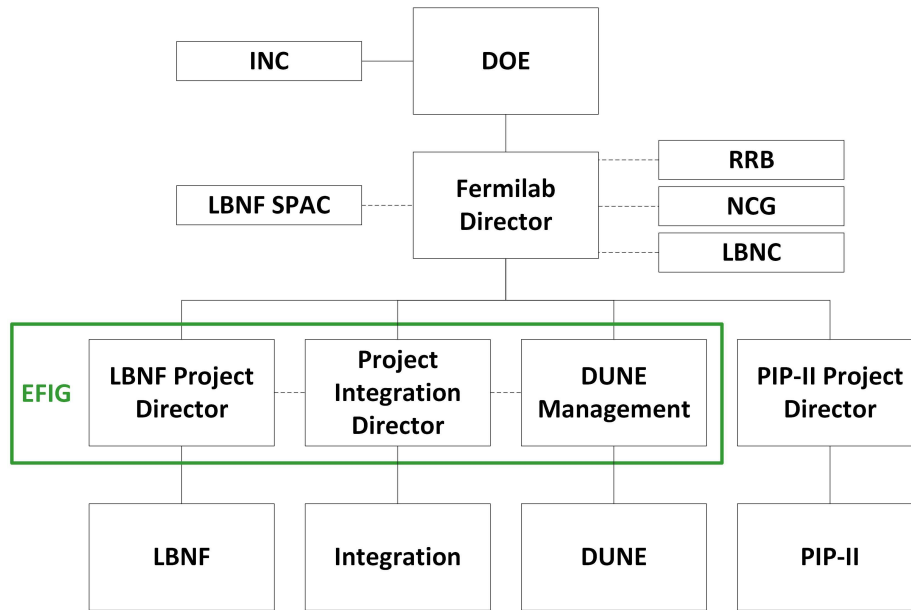 INC
DOE
Fermilab
Director
LBNF SPAC
RRB
NCG
LBNC
EFIG
LBNF Project
Director
Project
Integration
Director
DUNE
Management
PIP-II Project
Director
LBNF
Integration
DUNE
PIP-II